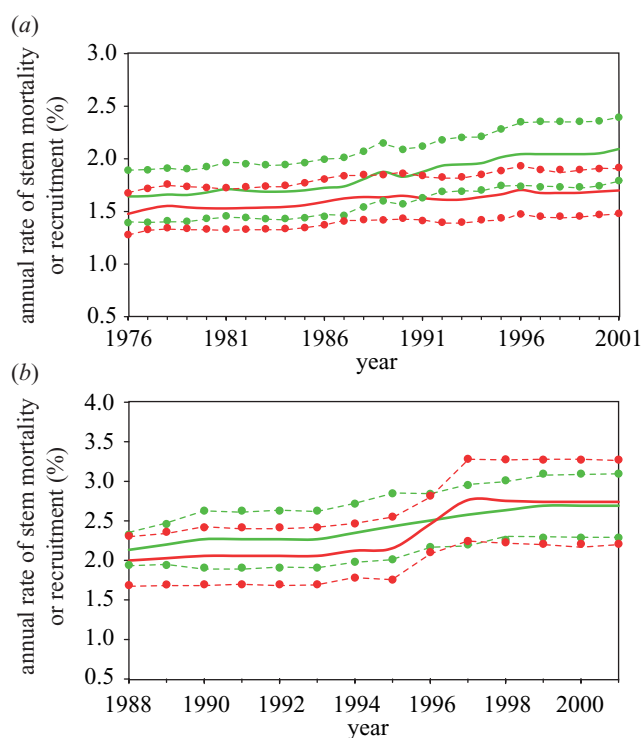 (a)
annual rate of stem mortality
or recruitment (%)
3.0
2.5
2.0
1.5
1.0
0.5
1976 1981 1986 1991 1996 2001
year
(b)
annual rate of stem mortality
or recruitment (%)
4.0
3.5
3.0
2.5
2.0
1.5
1.0
0.5
1988 1990 1992 1994 1996 1998 2000
year